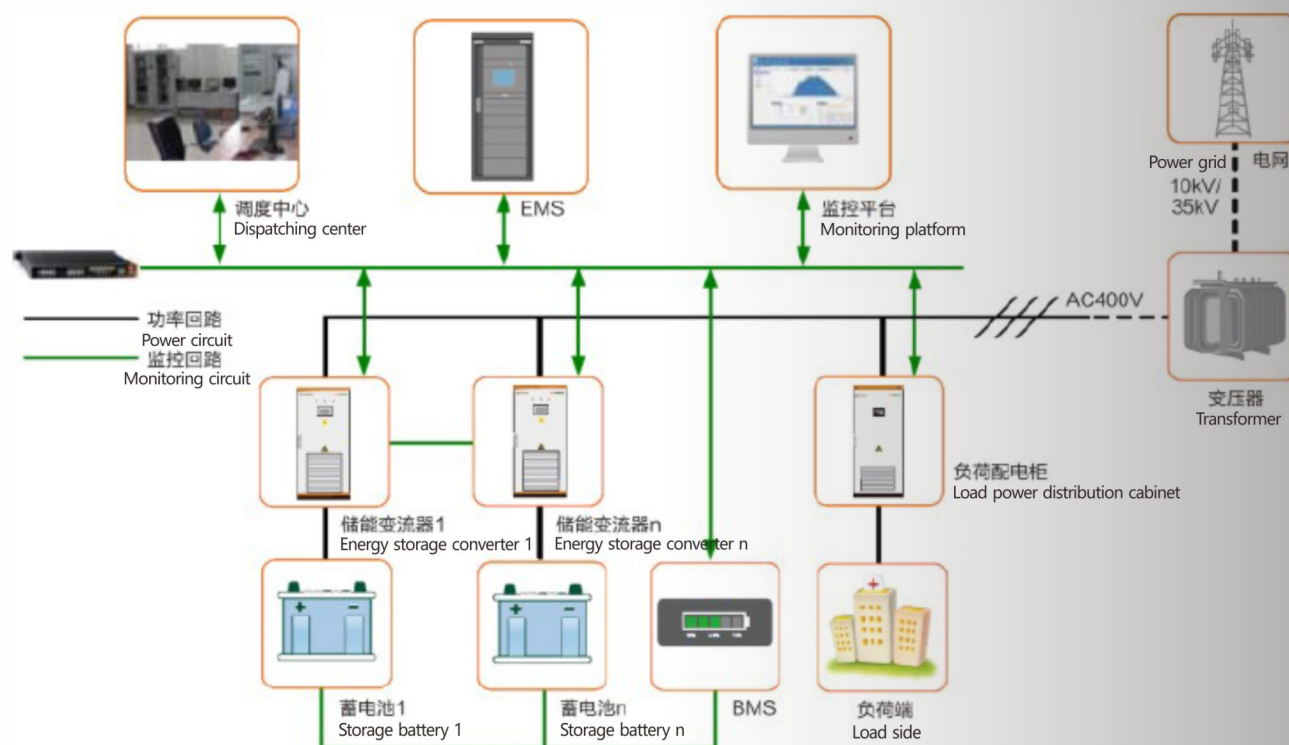 调度中心
Dispatching center
EMS
监控平台
Monitoring platform
Power grid
电网
10kV/
35kV
功率回路
Power circuit
监控回路
Monitoring circuit
AC400V
变压器
Transformer
储能变流器1
Energy storage converter 1
储能变流器n
Energy storage converter n
负荷配电柜
Load power distribution cabinet
蓄电池1
Storage battery 1
蓄电池n
Storage battery n
BMS
负荷端
Load side